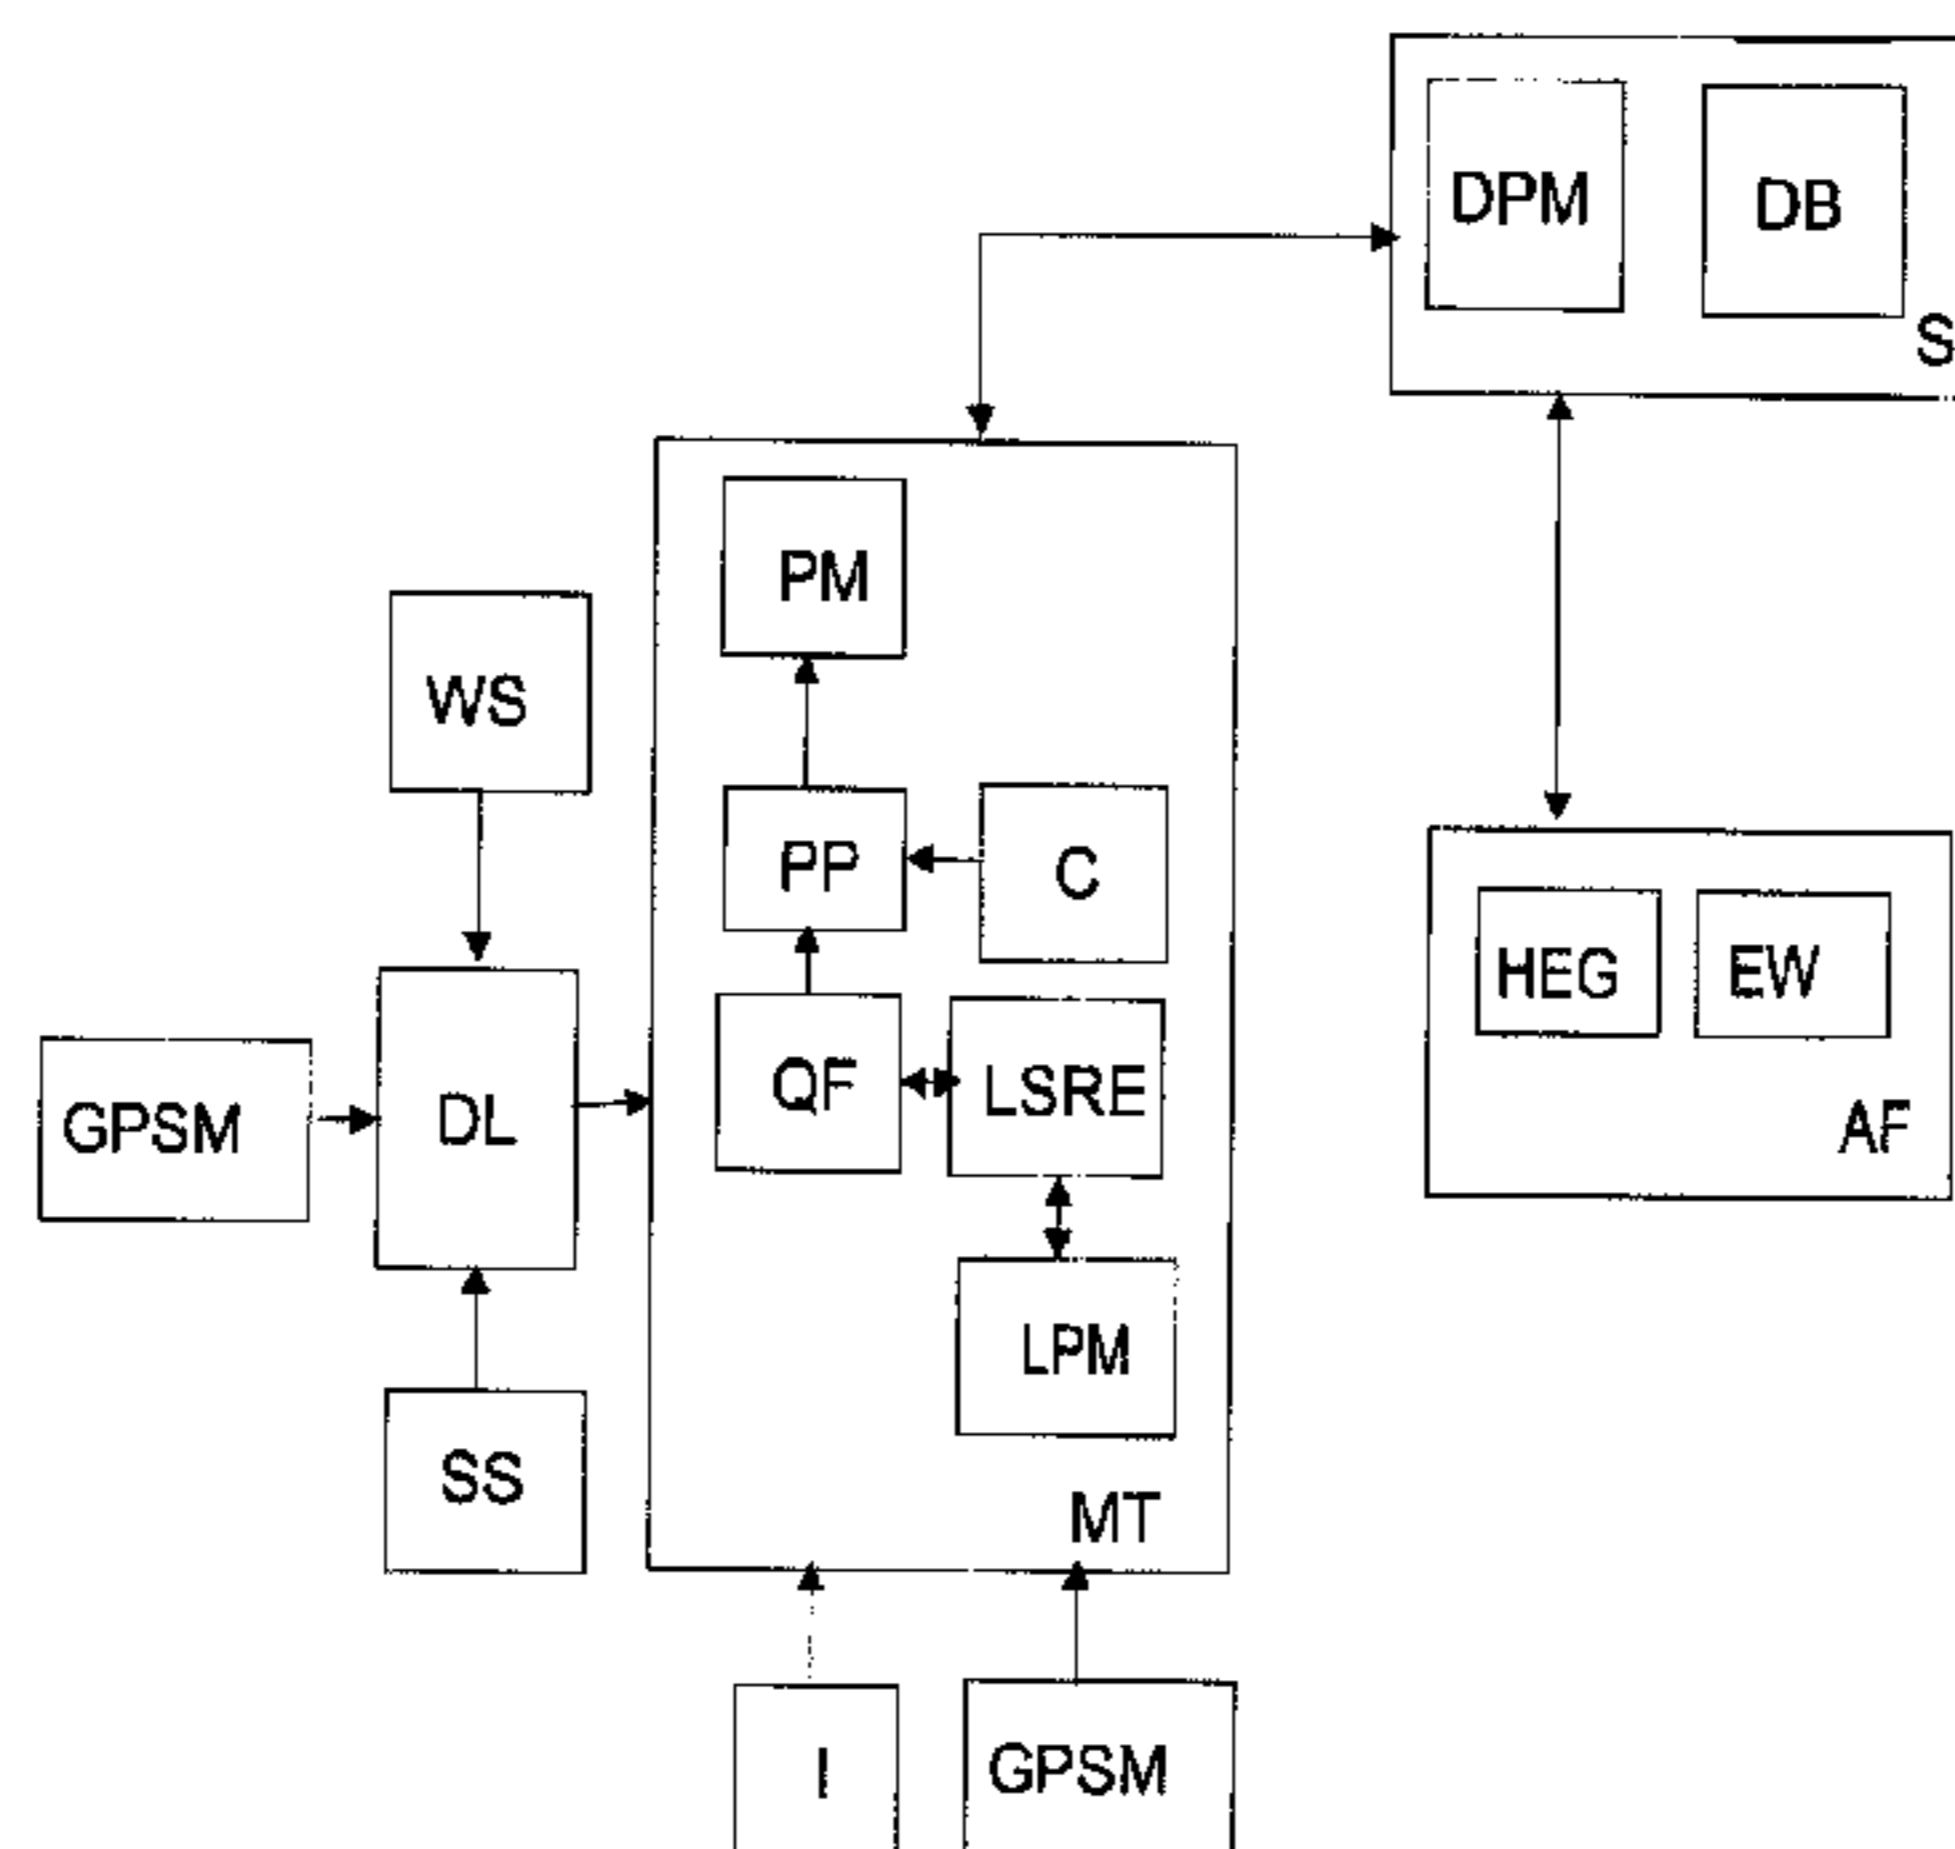 DPM
DB
S
PM
WS
PP
C
HEG
EW
GPSM
DL
QF
LSRE
AF
LPM
SS
MT
I
GPSM